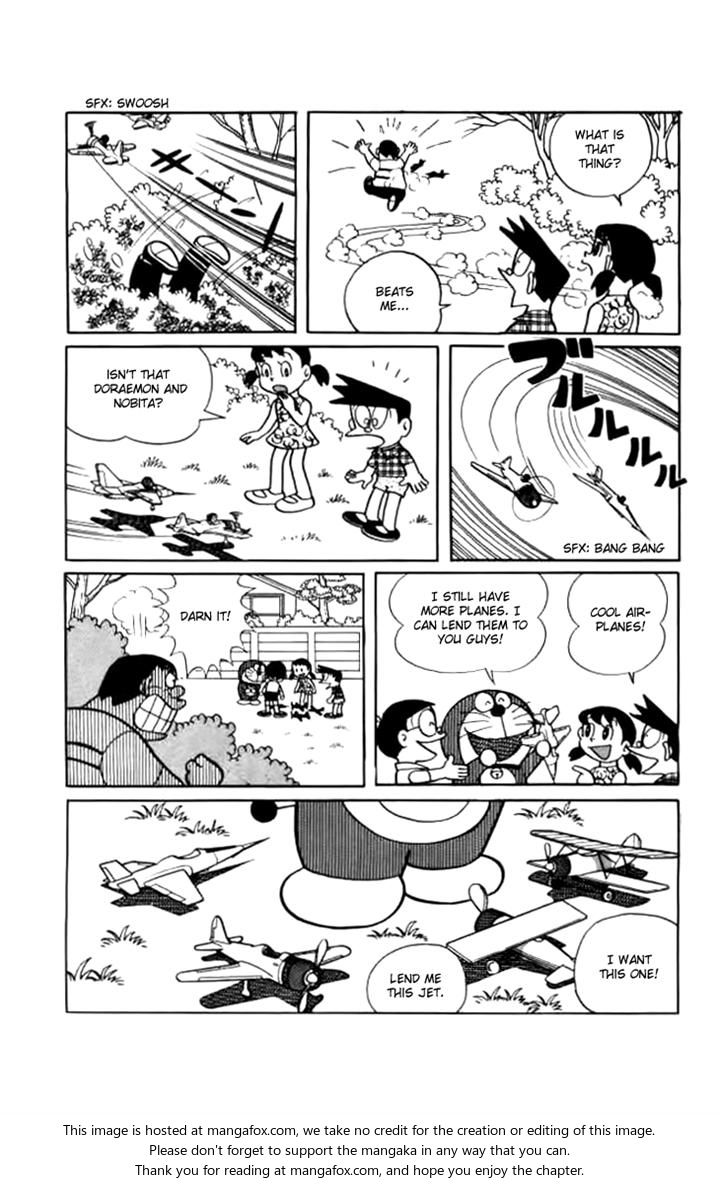 SFX: SWOOSH
WHAT IS
THAT
THING?
BEATS
ME...
ISN'T THAT
DORAEMON AND
NOBITA?
ブルルルルル
SFX: BANG BANG
DARN IT!
I STILL HAVE
MORE PLANES. I
CAN LEND THEM TO
YOU GUYS!
COOL AIR-
PLANES!
LEND ME
THIS JET.
I WANT
THIS ONE!
This image is hosted at mangafox.com, we take no credit for the creation or editing of this image.
Please don't forget to support the mangaka in any way that you can.
Thank you for reading at mangafox.com, and hope you enjoy the chapter.